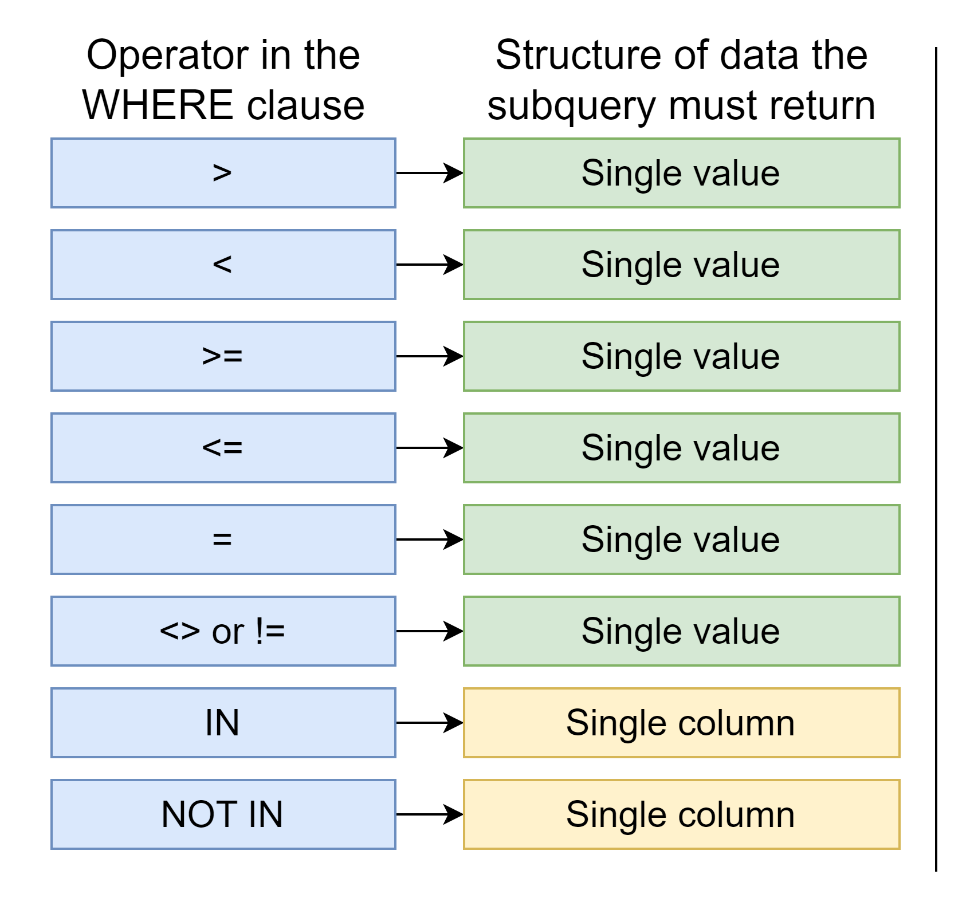 Operator in the
WHERE clause
Structure of data the
subquery must return
> Single value
< Single value
>= Single value
<= Single value
= Single value
<> or != Single value
IN Single column
NOT IN Single column